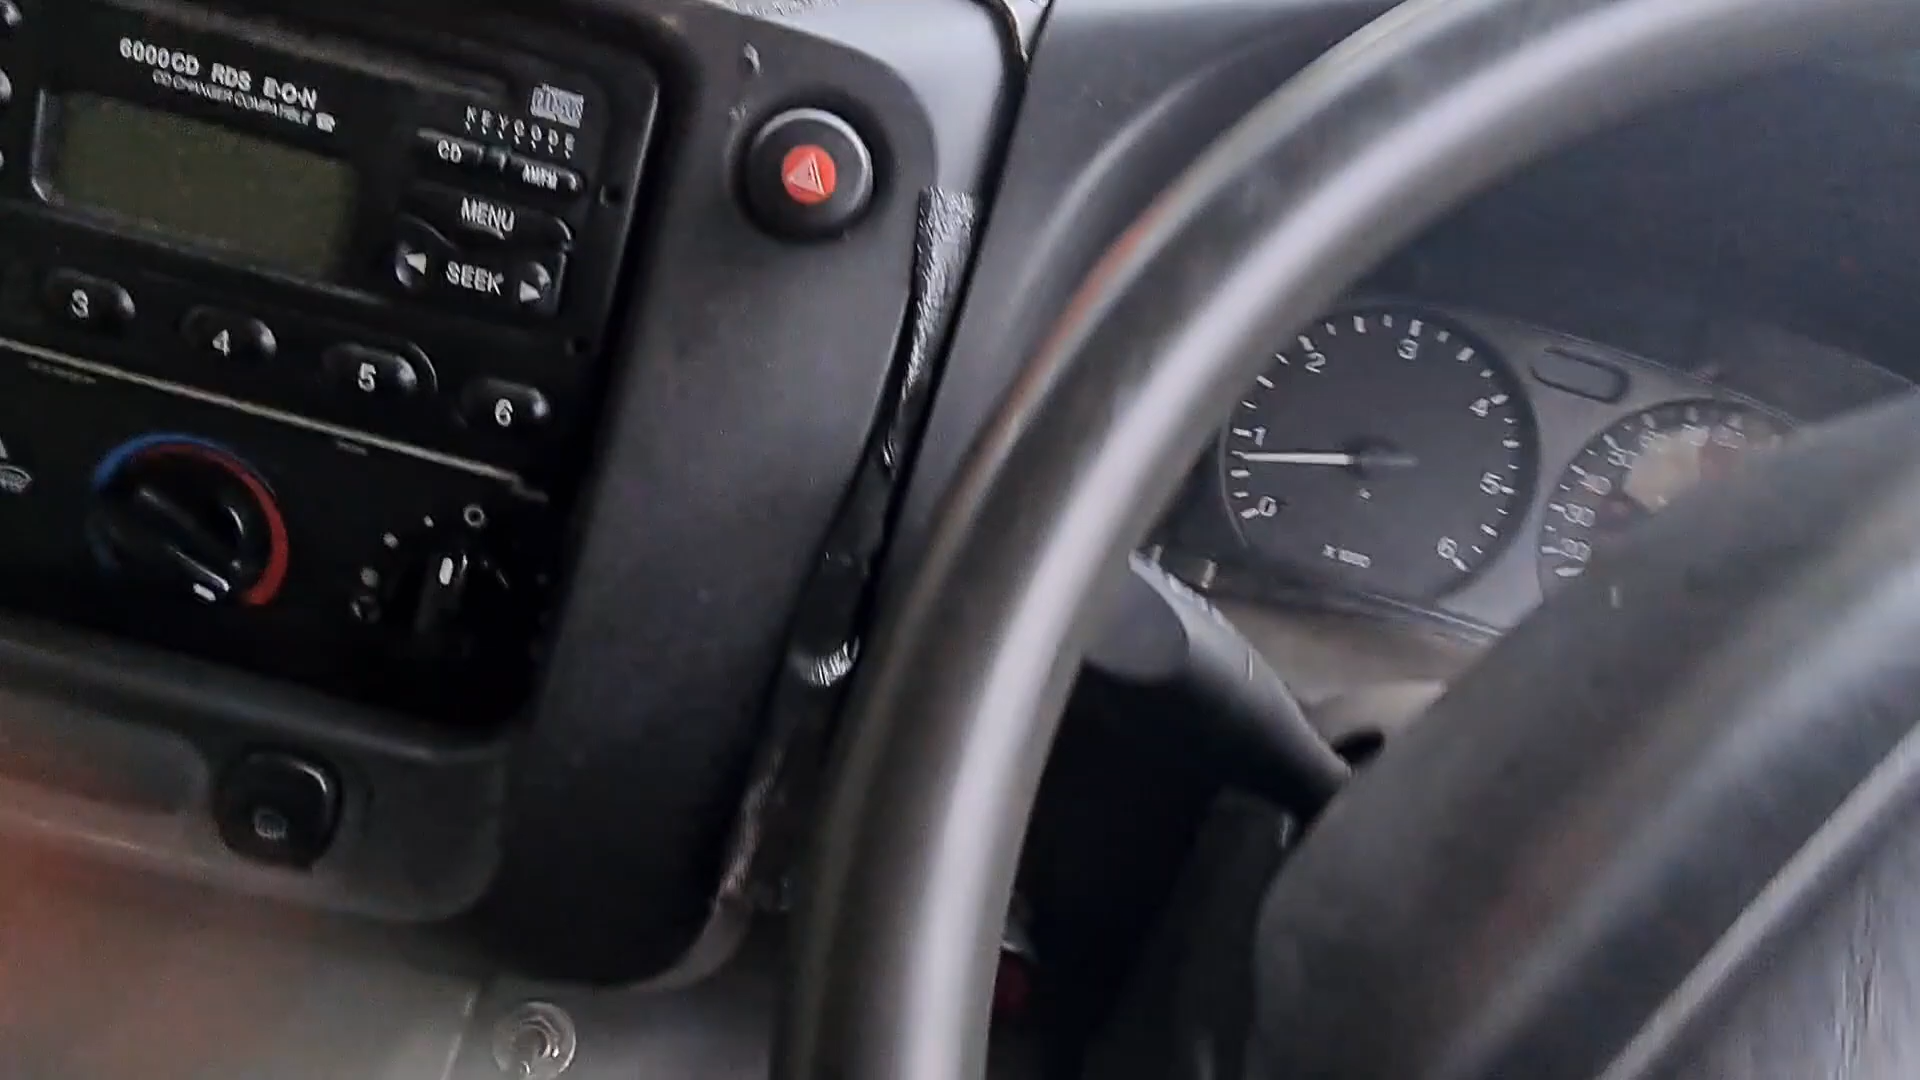 6000CD RDS E·O·N
CD CHANGER COMPATIBLE
KEYCODE
CD
AM/FM
MENU
SEEK
3
4
5
6
0
1
2
3
4
5
6